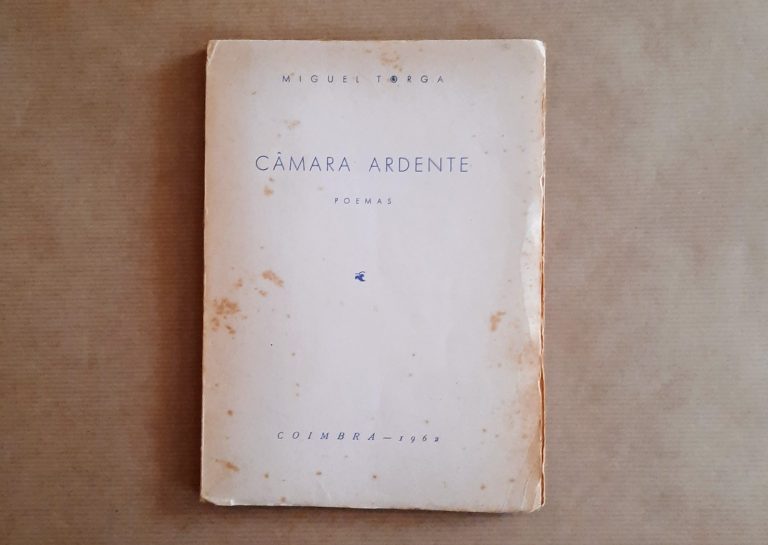 MIGUEL TORGA
CÂMARA ARDENTE
POEMAS
COIMBRA — 1962